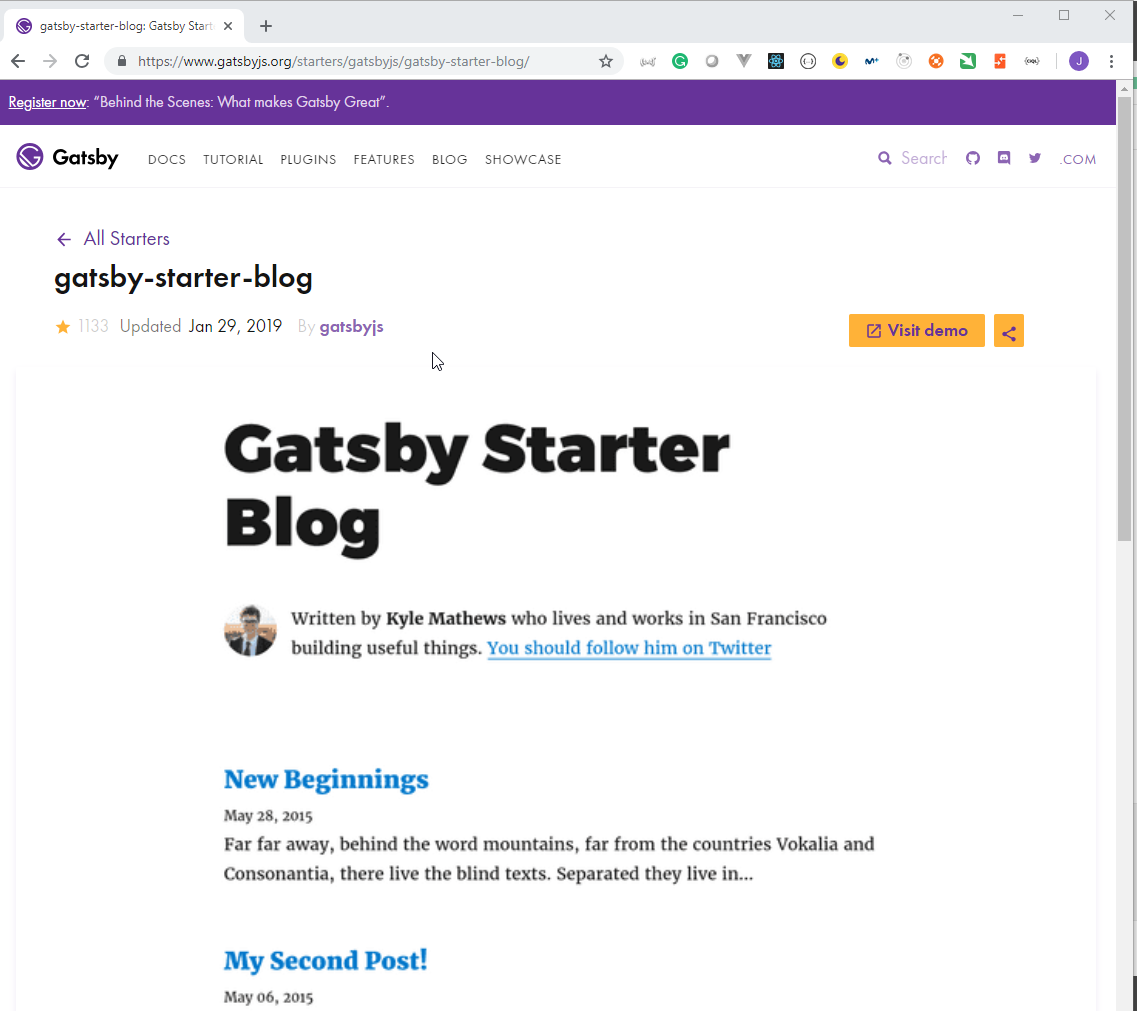 gatsby-starter-blog: Gatsby Start
https://www.gatsbyjs.org/starters/gatsbyjs/gatsby-starter-blog/
J
Register now: “Behind the Scenes: What makes Gatsby Great”.
Gatsby DOCS TUTORIAL PLUGINS FEATURES BLOG SHOWCASE Search .COM
All Starters
gatsby-starter-blog
1133 Updated Jan 29, 2019 By gatsbyjs
Visit demo
Gatsby Starter
Blog
Written by Kyle Mathews who lives and works in San Francisco
building useful things. You should follow him on Twitter
New Beginnings
May 28, 2015
Far far away, behind the word mountains, far from the countries Vokalia and
Consonantia, there live the blind texts. Separated they live in...
My Second Post!
May 06, 2015